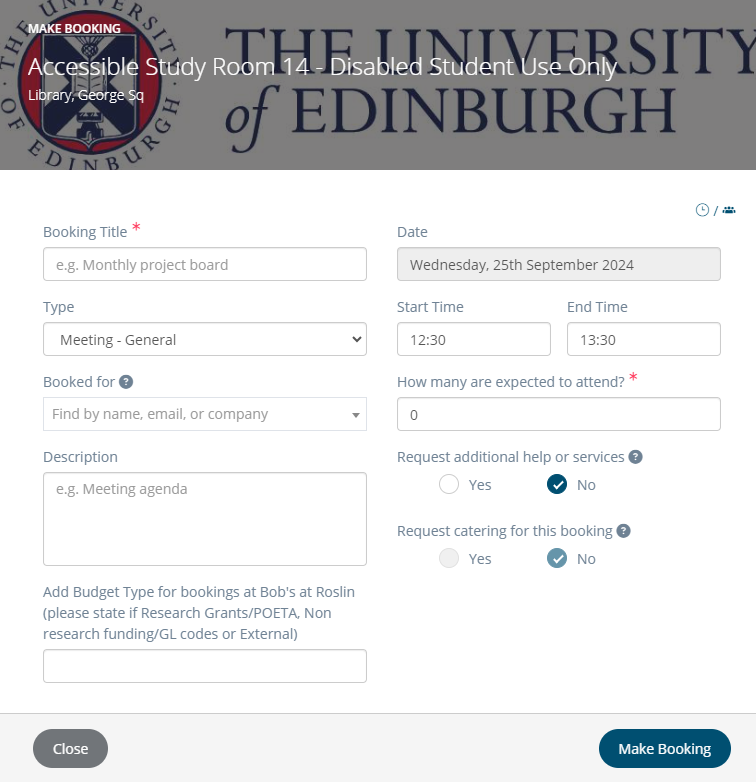 MAKE BOOKING
Accessible Study Room 14 - Disabled Student Use Only
Library, George Sq
THE UNIVERSITY
of EDINBURGH
THE UNIVERSITY
OF EDINBURGH
/
Booking Title *
e.g. Monthly project board
Date
Wednesday, 25th September 2024
Type
Meeting - General
Start Time
12:30
End Time
13:30
Booked for ?
Find by name, email, or company
How many are expected to attend? *
0
Description
e.g. Meeting agenda
Request additional help or services ?
Yes No
Request catering for this booking ?
Yes No
Add Budget Type for bookings at Bob's at Roslin
(please state if Research Grants/POETA, Non
research funding/GL codes or External)
Close
Make Booking